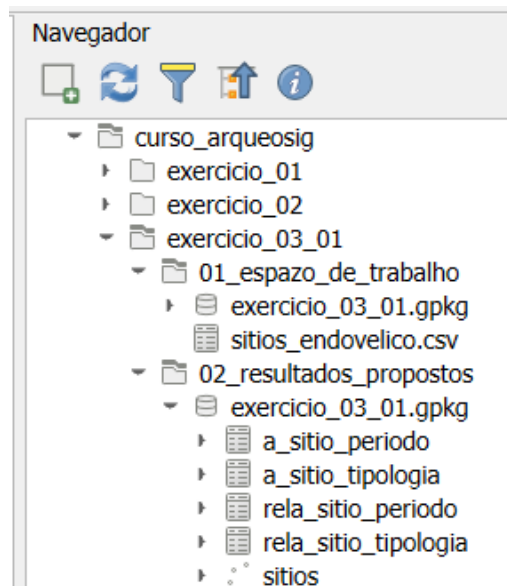 Navegador
curso_arqueosig
exercicio_01
exercicio_02
exercicio_03_01
01_espazo_de_trabalho
exercicio_03_01.gpkg
sitios_endovelico.csv
02_resultados_propostos
exercicio_03_01.gpkg
a_sitio_periodo
a_sitio_tipologia
rela_sitio_periodo
rela_sitio_tipologia
sitios